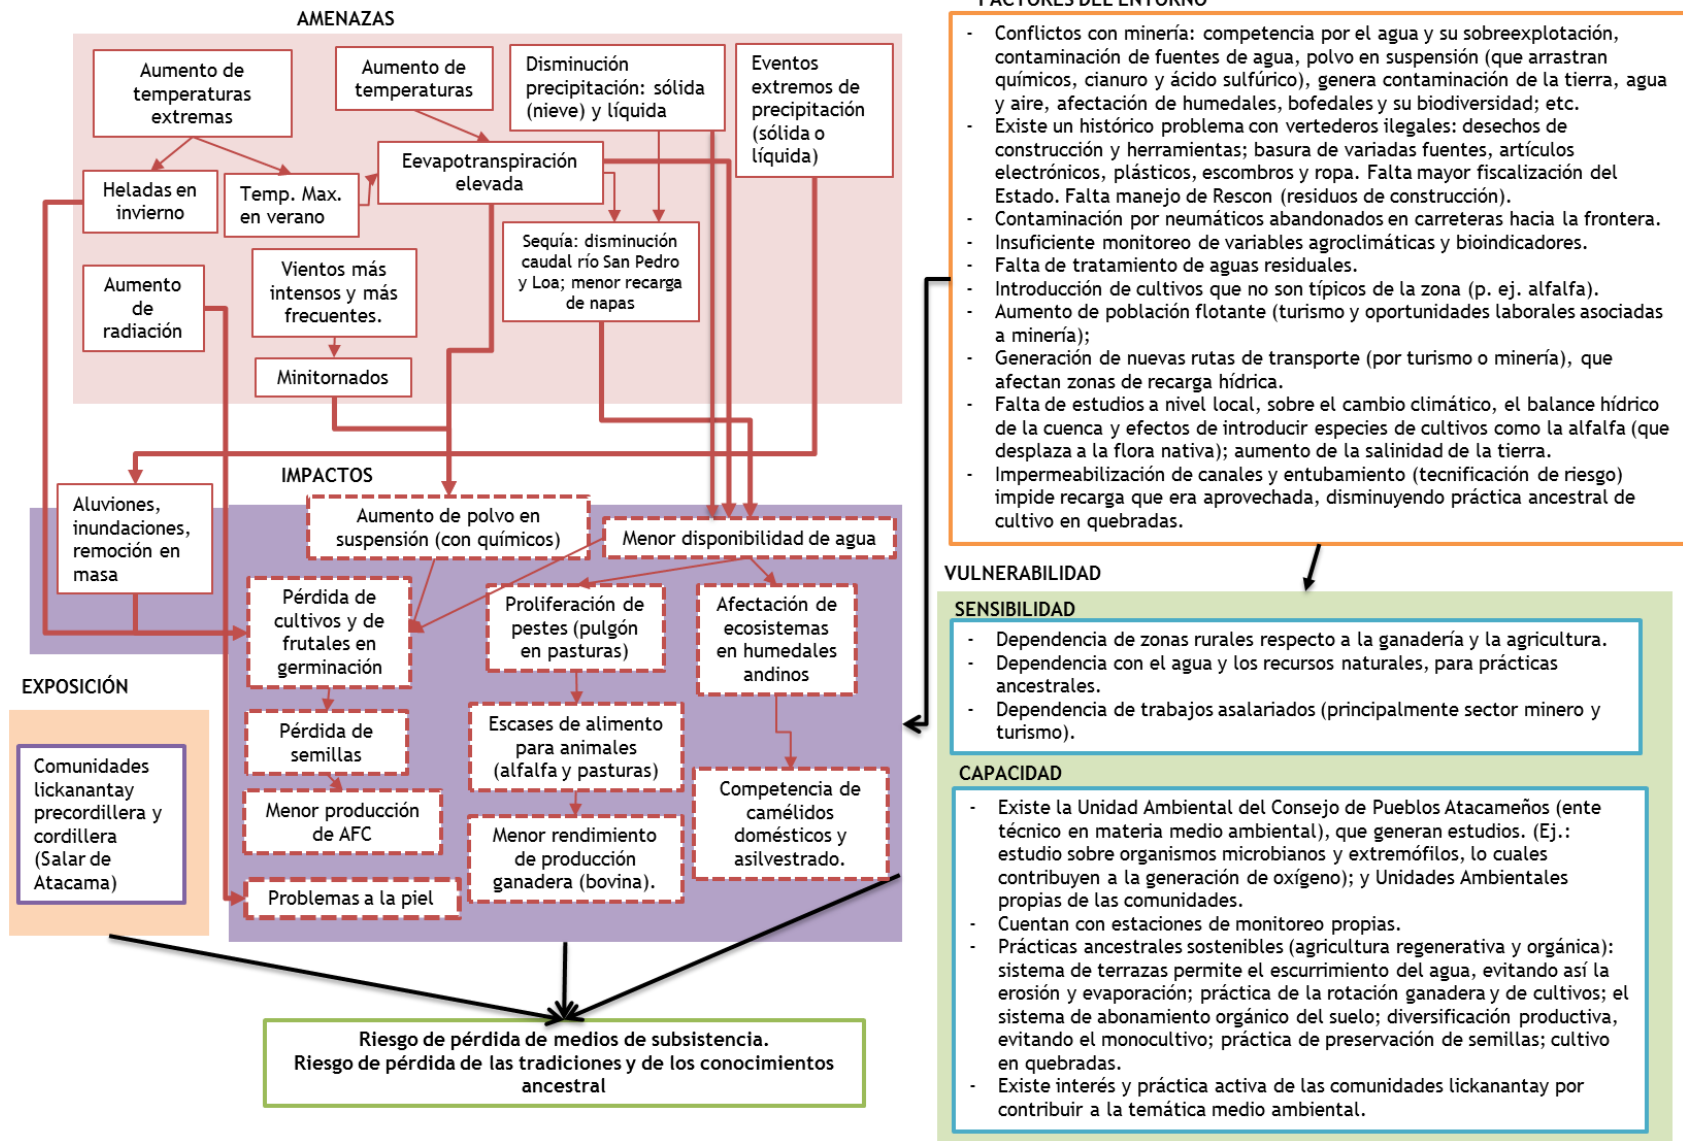 AMENAZAS
Aumento de
temperaturas
extremas
Aumento de
temperaturas
Disminución
precipitación: sólida
(nieve) y líquida
Eventos
extremos de
precipitación
(sólida o
líquida)
Heladas en
invierno
Temp. Max.
en verano
Eevapotranspiración
elevada
Aumento
de
radiación
Vientos más
intensos y más
frecuentes.
Sequía: disminución
caudal río San Pedro
y Loa; menor recarga
de napas
Minitornados
IMPACTOS
Aluviones,
inundaciones,
remoción en
masa
Aumento de polvo en
suspensión (con químicos)
Menor disponibilidad de agua
Pérdida de
cultivos y de
frutales en
germinación
Proliferación de
pestes (pulgón
en pasturas)
Afectación de
ecosistemas
en humedales
andinos
Pérdida de
semillas
Escases de alimento
para animales
(alfalfa y pasturas)
Menor producción
de AFC
Menor rendimiento
de producción
ganadera (bovina).
Competencia de
camélidos
domésticos y
asilvestrado.
Problemas a la piel
EXPOSICIÓN
Comunidades
lickanantay
precordillera y
cordillera
(Salar de
Atacama)
Riesgo de pérdida de medios de subsistencia.
Riesgo de pérdida de las tradiciones y de los conocimientos
ancestral
FACTORES DEL ENTORNO
- Conflictos con minería: competencia por el agua y su sobreexplotación,
contaminación de fuentes de agua, polvo en suspensión (que arrastran
químicos, cianuro y ácido sulfúrico), genera contaminación de la tierra, agua
y aire, afectación de humedales, bofedales y su biodiversidad; etc.
- Existe un histórico problema con vertederos ilegales: desechos de
construcción y herramientas; basura de variadas fuentes, artículos
electrónicos, plásticos, escombros y ropa. Falta mayor fiscalización del
Estado. Falta manejo de Rescon (residuos de construcción).
- Contaminación por neumáticos abandonados en carreteras hacia la frontera.
- Insuficiente monitoreo de variables agroclimáticas y bioindicadores.
- Falta de tratamiento de aguas residuales.
- Introducción de cultivos que no son típicos de la zona (p. ej. alfalfa).
- Aumento de población flotante (turismo y oportunidades laborales asociadas
a minería);
- Generación de nuevas rutas de transporte (por turismo o minería), que
afectan zonas de recarga hídrica.
- Falta de estudios a nivel local, sobre el cambio climático, el balance hídrico
de la cuenca y efectos de introducir especies de cultivos como la alfalfa (que
desplaza a la flora nativa); aumento de la salinidad de la tierra.
- Impermeabilización de canales y entubamiento (tecnificación de riesgo)
impide recarga que era aprovechada, disminuyendo práctica ancestral de
cultivo en quebradas.
VULNERABILIDAD
SENSIBILIDAD
- Dependencia de zonas rurales respecto a la ganadería y la agricultura.
- Dependencia con el agua y los recursos naturales, para prácticas
ancestrales.
- Dependencia de trabajos asalariados (principalmente sector minero y
turismo).
CAPACIDAD
- Existe la Unidad Ambiental del Consejo de Pueblos Atacameños (ente
técnico en materia medio ambiental), que generan estudios. (Ej.:
estudio sobre organismos microbianos y extremófilos, lo cuales
contribuyen a la generación de oxígeno); y Unidades Ambientales
propias de las comunidades.
- Cuentan con estaciones de monitoreo propias.
- Prácticas ancestrales sostenibles (agricultura regenerativa y orgánica):
sistema de terrazas permite el escurrimiento del agua, evitando así la
erosión y evaporación; práctica de la rotación ganadera y de cultivos; el
sistema de abonamiento orgánico del suelo; diversificación productiva,
evitando el monocultivo; práctica de preservación de semillas; cultivo
en quebradas.
- Existe interés y práctica activa de las comunidades lickanantay por
contribuir a la temática medio ambiental.